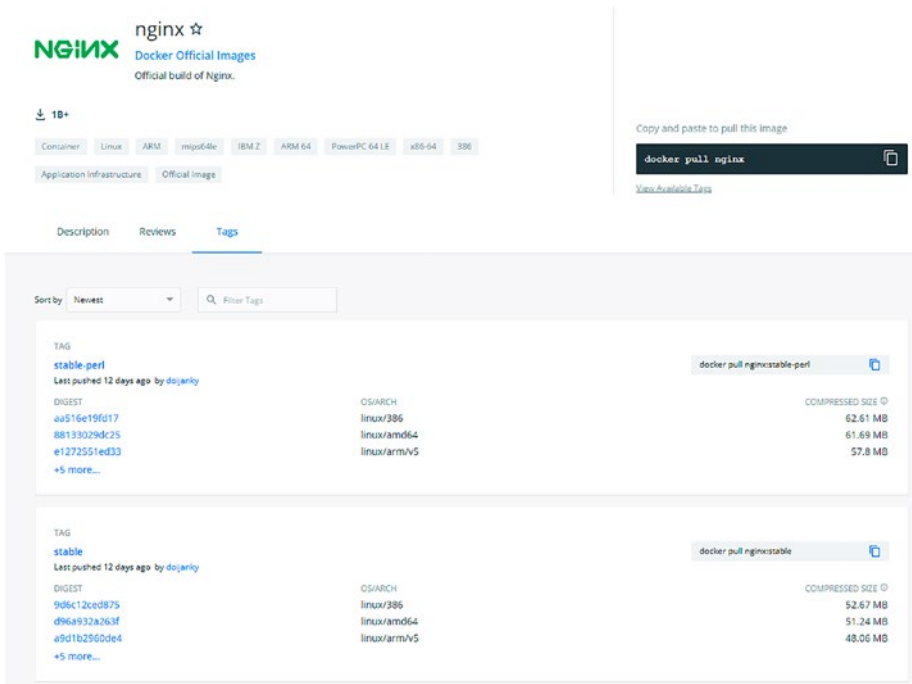 NGINX
nginx
Docker Official Images
Official build of Nginx.
1B+
Container Linux ARM mips64le IBM Z ARM 64 PowerPC 64 LE x86-64 386
Application Infrastructure Official Image
Copy and paste to pull this image
docker pull nginx
View Available Tags
Description Reviews Tags
Sort by Newest Filter Tags
TAG
stable-perl
docker pull nginx:stable-perl
Last pushed 12 days ago by doijanky
DIGEST OS/ARCH COMPRESSED SIZE
aa516e19fd17 linux/386 62.61 MB
88133029dc25 linux/amd64 61.69 MB
e1272551ed33 linux/arm/v5 57.8 MB
+5 more...
TAG
stable
docker pull nginx:stable
Last pushed 12 days ago by doijanky
DIGEST OS/ARCH COMPRESSED SIZE
9d6c12ced875 linux/386 52.67 MB
d96a932a263f linux/amd64 51.24 MB
a9d1b2960de4 linux/arm/v5 48.06 MB
+5 more...